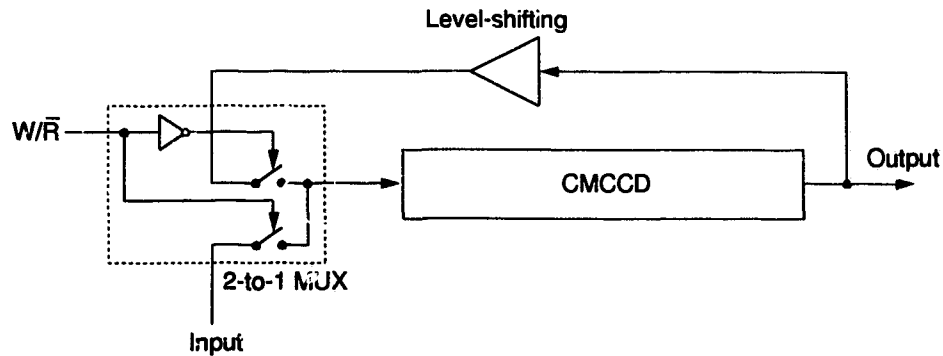 Level-shifting
W/R̅
CMCCD
Output
2-to-1 MUX
Input